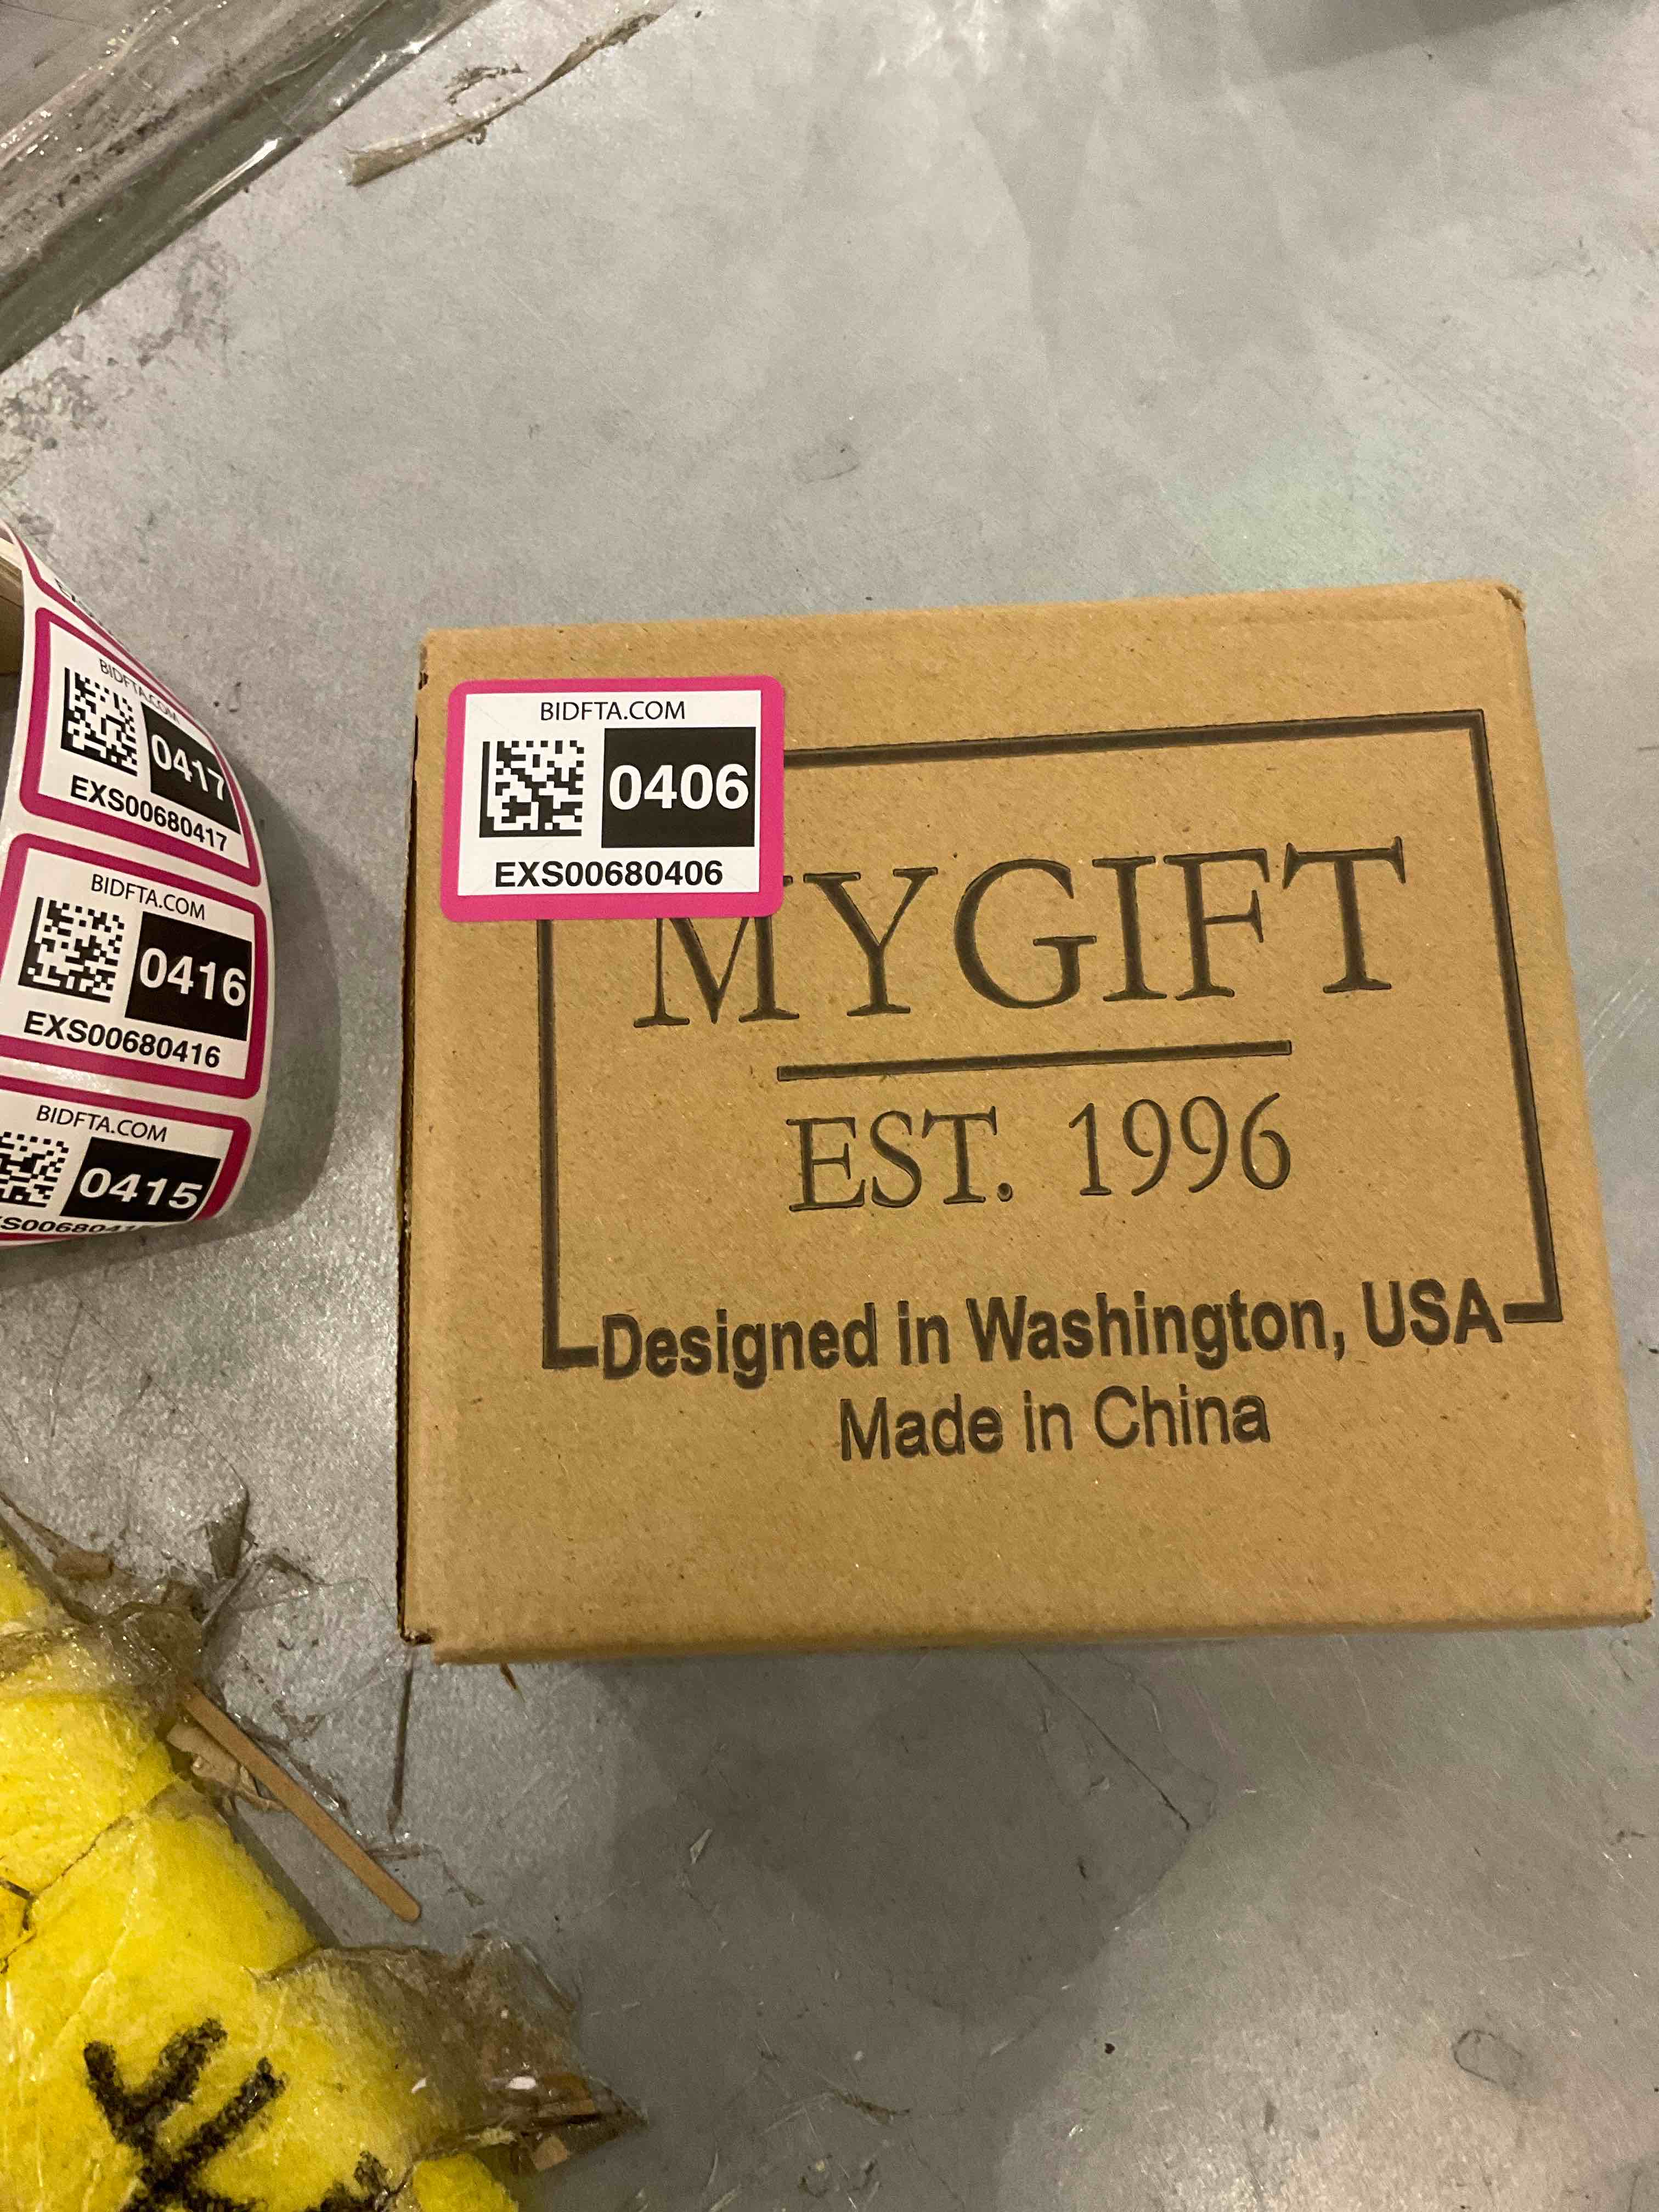 BIDFTA.COM
0417
EXS00680417
BIDFTA.COM
0416
EXS00680416
BIDFTA.COM
0415
BIDFTA.COM
0406
EXS00680406
MYGIFT
EST. 1996
Designed in Washington, USA
Made in China